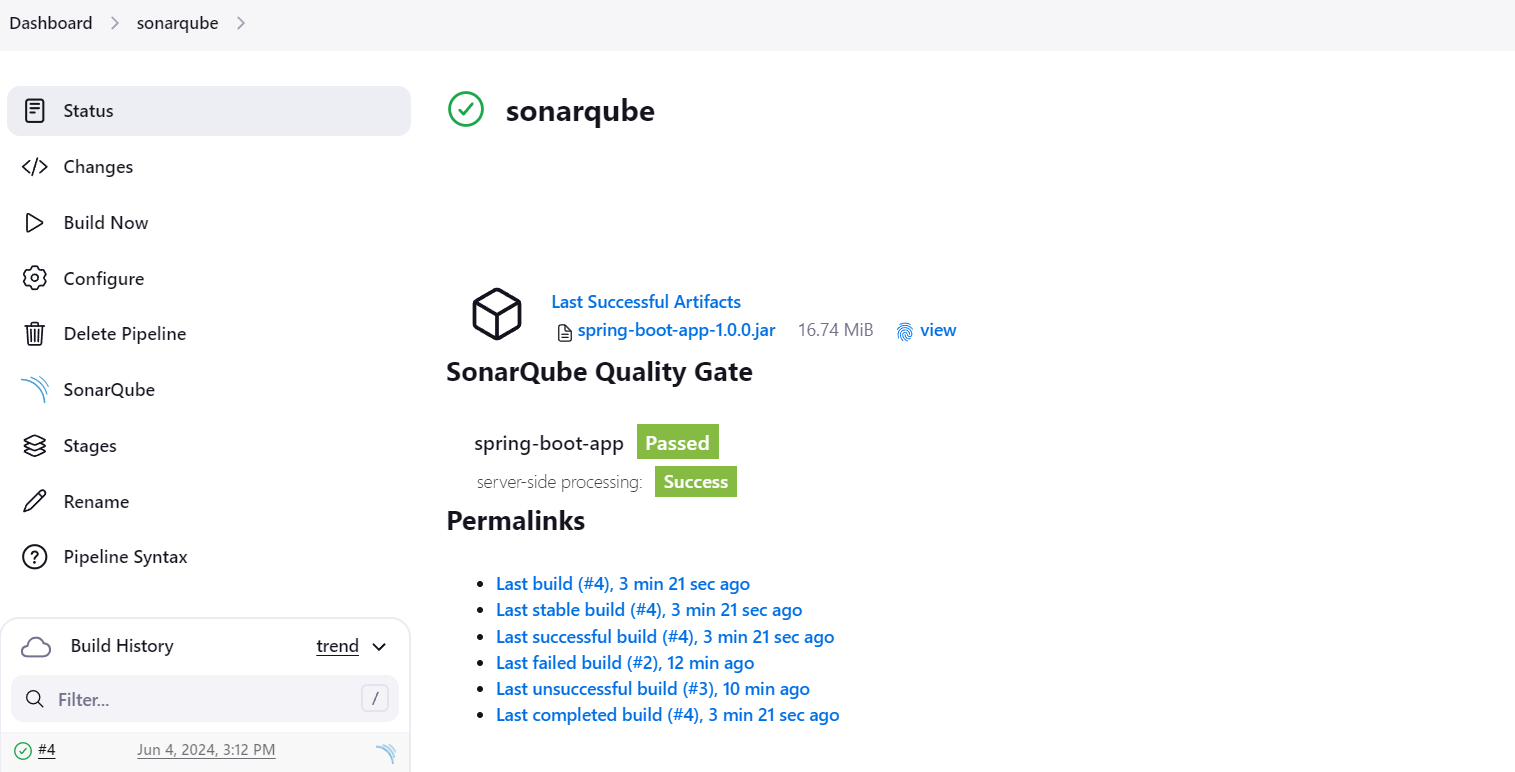 Dashboard > sonarqube >
Status
Changes
Build Now
Configure
Delete Pipeline
SonarQube
Stages
Rename
Pipeline Syntax
Build History trend
Filter... /
#4 Jun 4, 2024, 3:12 PM
sonarqube
Last Successful Artifacts
spring-boot-app-1.0.0.jar 16.74 MiB view
SonarQube Quality Gate
spring-boot-app Passed
server-side processing: Success
Permalinks
Last build (#4), 3 min 21 sec ago
Last stable build (#4), 3 min 21 sec ago
Last successful build (#4), 3 min 21 sec ago
Last failed build (#2), 12 min ago
Last unsuccessful build (#3), 10 min ago
Last completed build (#4), 3 min 21 sec ago